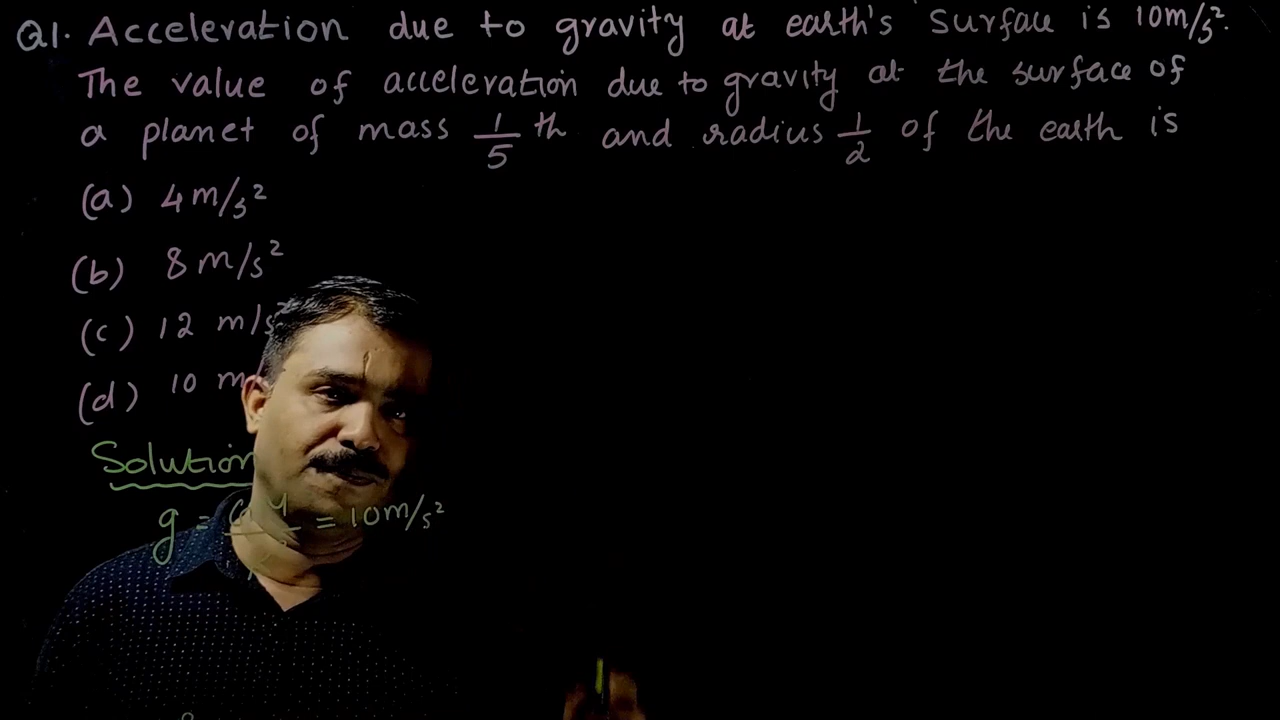 Q1. Acceleration due to gravity at earth's surface is 10m/s².
The value of acceleration due to gravity at the surface of
a planet of mass 1/5 th and radius 1/2 of the earth is
(a) 4m/s²
(b) 8 m/s²
(c) 12 m/s²
(d) 10 m/
Solution
g = = 10m/s²